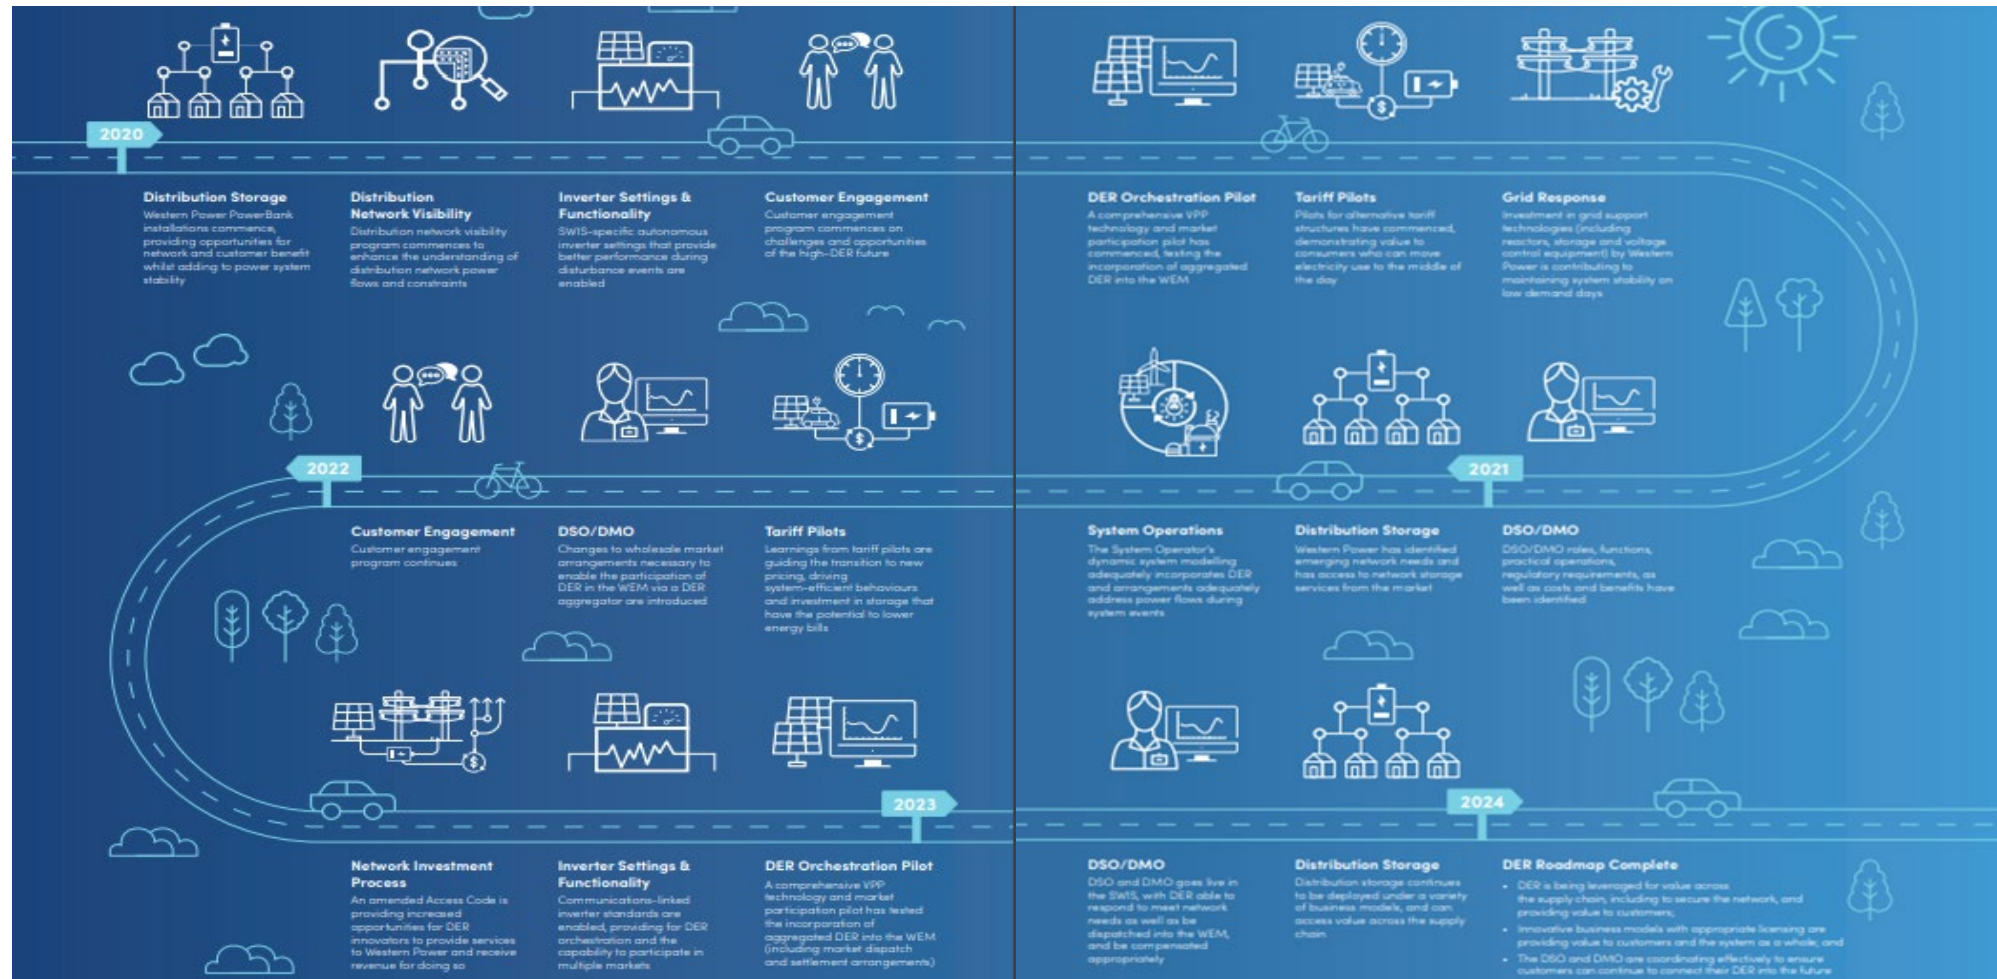 2020
Distribution Storage
Western Power PowerBank
installations commence,
providing opportunities for
network and customer benefit
whilst adding to power system
stability
Distribution
Network Visibility
Distribution network visibility
program commences to
enhance the understanding of
distribution network power
flows and constraints
Inverter Settings &
Functionality
SWIS-specific autonomous
inverter settings that provide
better performance during
disturbance events are
enabled
Customer Engagement
Customer engagement
program commences on
challenges and opportunities
of the high-DER future
DER Orchestration Pilot
A comprehensive VPP
technology and market
participation pilot has
commenced, testing the
incorporation of aggregated
DER into the WEM
Tariff Pilots
Pilots for alternative tariff
structures have commenced,
demonstrating value to
consumers who can move
electricity use to the middle of
the day
Grid Response
Investment in grid support
technologies (including
reactors, storage and voltage
control equipment) by Western
Power is contributing to
maintaining system stability on
low demand days
2022
2021
Customer Engagement
Customer engagement
program continues
DSO/DMO
Changes to wholesale market
arrangements necessary to
enable the participation of
DER in the WEM via a DER
aggregator are introduced
Tariff Pilots
Learnings from tariff pilots are
guiding the transition to new
pricing, driving
system-efficient behaviours
and investment in storage that
have the potential to lower
energy bills
System Operations
The System Operator's
dynamic system modelling
adequately incorporates DER
and arrangements adequately
address power flows during
system events
Distribution Storage
Western Power has identified
emerging network needs and
has access to network storage
services from the market
DSO/DMO
DSO/DMO roles, functions,
practical operations,
regulatory requirements, as
well as costs and benefits have
been identified
2023
2024
Network Investment
Process
An amended Access Code is
providing increased
opportunities for DER
innovators to provide services
to Western Power and receive
revenue for doing so
Inverter Settings &
Functionality
Communications-linked
inverter standards are
enabled, providing for DER
orchestration and the
capability to participate in
multiple markets
DER Orchestration Pilot
A comprehensive VPP
technology and market
participation pilot has tested
the incorporation of
aggregated DER into the WEM
(including market dispatch
and settlement arrangements)
DSO/DMO
DSO and DMO goes live in
the SWIS, with DER able to
respond to meet network
needs as well as be
dispatched into the WEM,
and be compensated
appropriately
Distribution Storage
Distribution storage continues
to be deployed under a variety
of business models, and can
access value across the supply
chain
DER Roadmap Complete
• DER is being leveraged for value across
the supply chain, including to secure the network, and
providing value to customers;
• Innovative business models with appropriate licensing are
providing value to customers and the system as a whole; and
• The DSO and DMO are coordinating effectively to ensure
customers can continue to connect their DER into the future